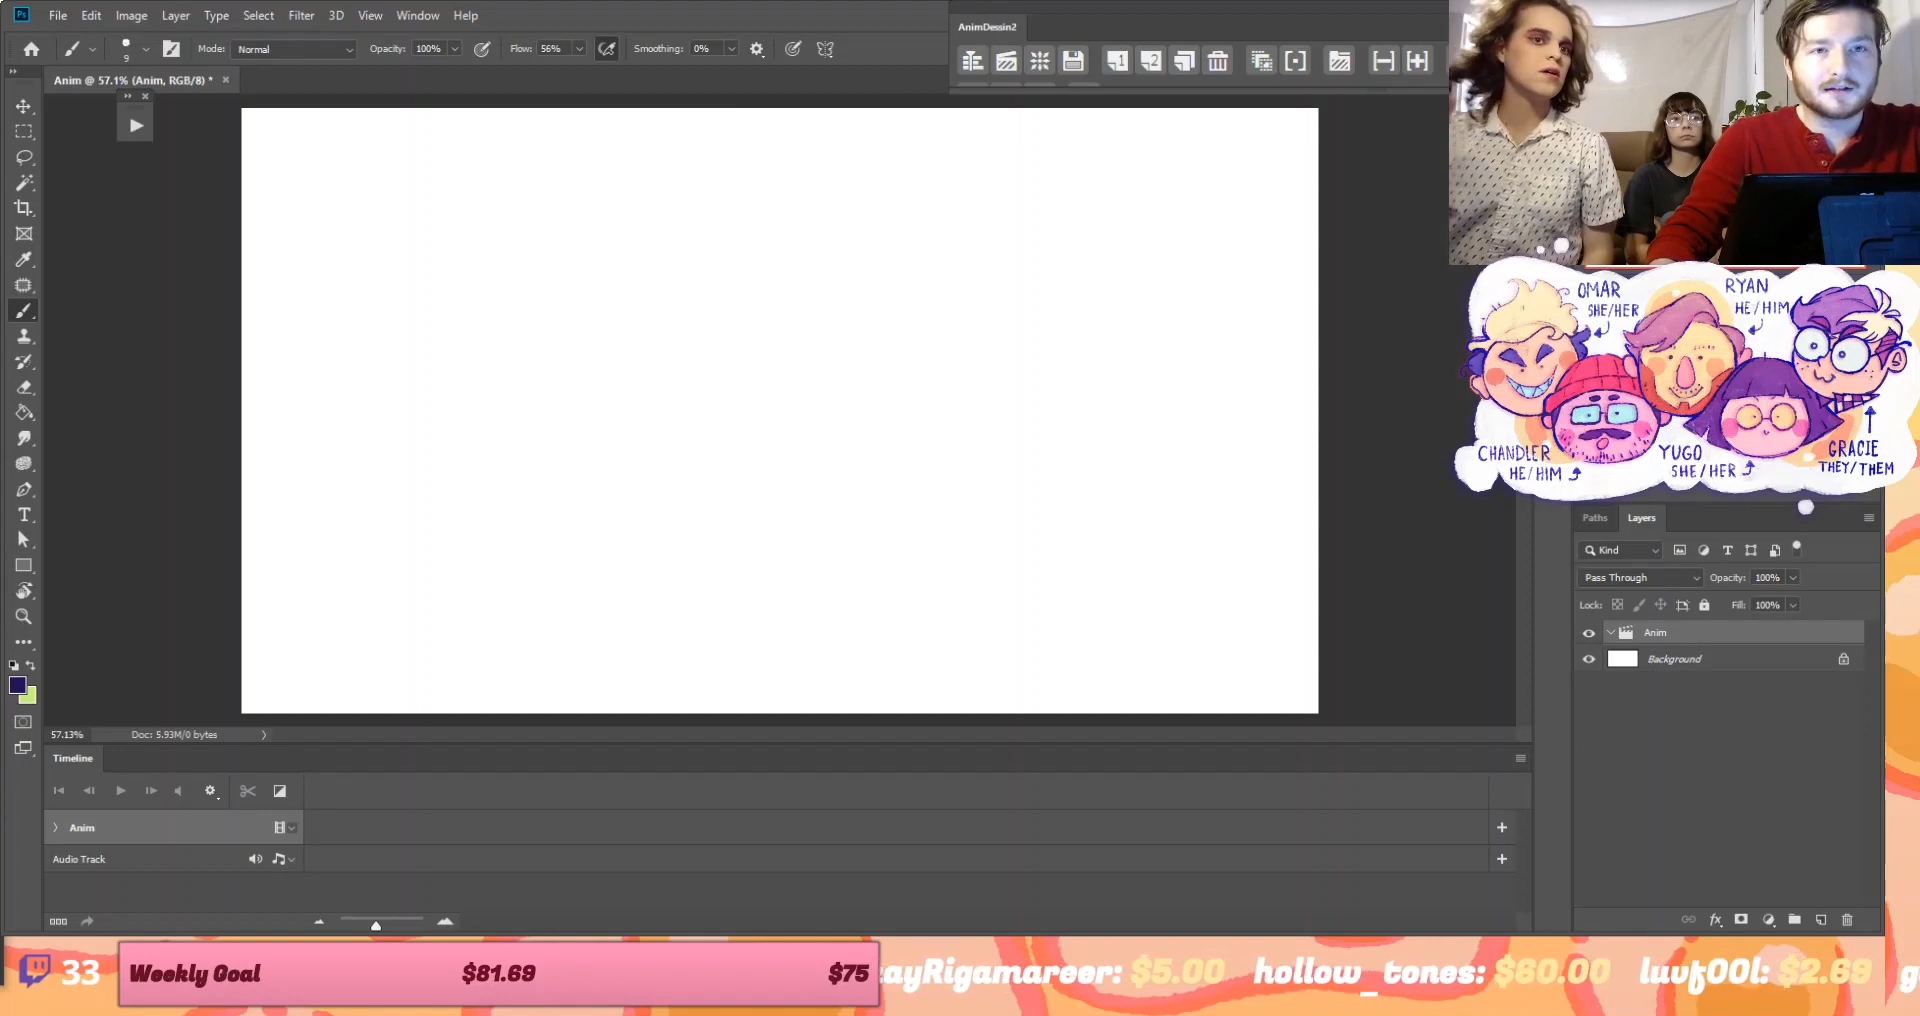 Ps File Edit Image Layer Type Select Filter 3D View Window Help
9 Mode: Normal Opacity: 100% Flow: 56% Smoothing: 0%
AnimDessin2
1 2
Anim @ 57.1% (Anim, RGB/8) *
OMAR
SHE/HER
RYAN
HE/HIM
CHANDLER
HE/HIM
YUGO
SHE/HER
GRACIE
THEY/THEM
Paths Layers
Kind
Pass Through Opacity: 100%
Lock: Fill: 100%
Anim
Background
57.13% Doc: 5.93M/0 bytes
Timeline
Anim
Audio Track
33 Weekly Goal $81.69 $75 ayRigamareer: $5.00 hollow_tones: $60.00 luvf00l: $2.69 g